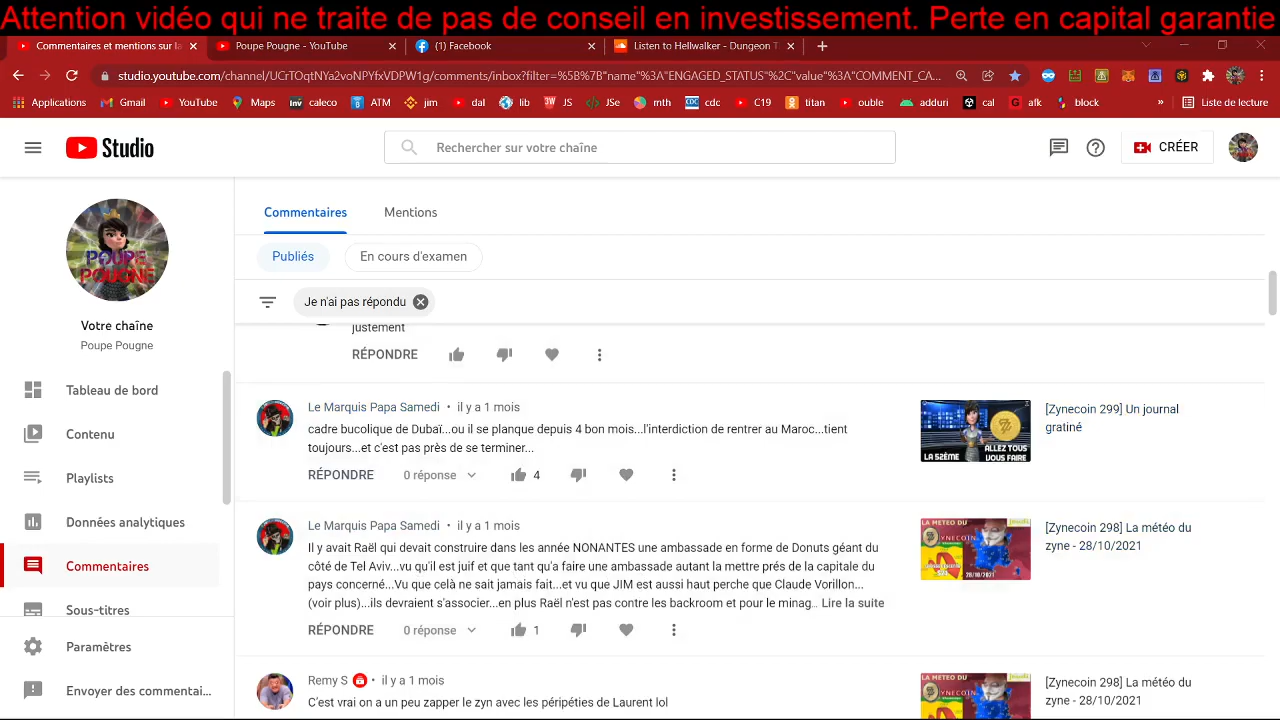 Attention vidéo qui ne traite de pas de conseil en investissement. Perte en capital garantie
Commentaires et mentions sur la
Poupe Pougne - YouTube
(1) Facebook
Listen to Hellwalker - Dungeon T
studio.youtube.com/channel/UCrTOqtNYa2voNPYfxVDPW1g/comments/inbox?filter=%5B%7B"name"%3A"ENGAGED_STATUS"%2C"value"%3A"COMMENT_CA...
Applications
Gmail
YouTube
Maps
caleco
ATM
jim
dal
lib
JS
JSe
mth
cdc
C19
titan
ouble
adduri
cal
afk
block
»
Liste de lecture
Studio
Rechercher sur votre chaîne
CRÉER
POUPE
POUGNE
Votre chaîne
Poupe Pougne
Tableau de bord
Contenu
Playlists
Données analytiques
Commentaires
Sous-titres
Paramètres
Envoyer des commentai...
Commentaires
Mentions
Publiés
En cours d'examen
Je n'ai pas répondu
justement
RÉPONDRE
Le Marquis Papa Samedi • il y a 1 mois
cadre bucolique de Dubaï...ou il se planque depuis 4 bon mois...l'interdiction de rentrer au Maroc...tient
toujours...et c'est pas près de se terminer...
RÉPONDRE 0 réponse 4
LA 52ÈME
ALLEZ TOUS
VOUS FAIRE
[Zynecoin 299] Un journal
gratiné
Le Marquis Papa Samedi • il y a 1 mois
Il y avait Raël qui devait construire dans les année NONANTES une ambassade en forme de Donuts géant du
côté de Tel Aviv...vu qu'il est juif et que tant qu'a faire une ambassade autant la mettre prés de la capitale du
pays concerné...Vu que celà ne sait jamais fait...et vu que JIM est aussi haut perche que Claude Vorillon...
(voir plus)...ils devraient s'associer...en plus Raël n'est pas contre les backroom et pour le minag... Lire la suite
RÉPONDRE 0 réponse 1
LA METEO DU
ZYNECOIN
28/10/2021
[Zynecoin 298] La météo du
zyne - 28/10/2021
Remy S • il y a 1 mois
C'est vrai on a un peu zapper le zyn avec les péripéties de Laurent lol
LA METEO DU
ZYNECOIN
[Zynecoin 298] La météo du
zyne - 28/10/2021